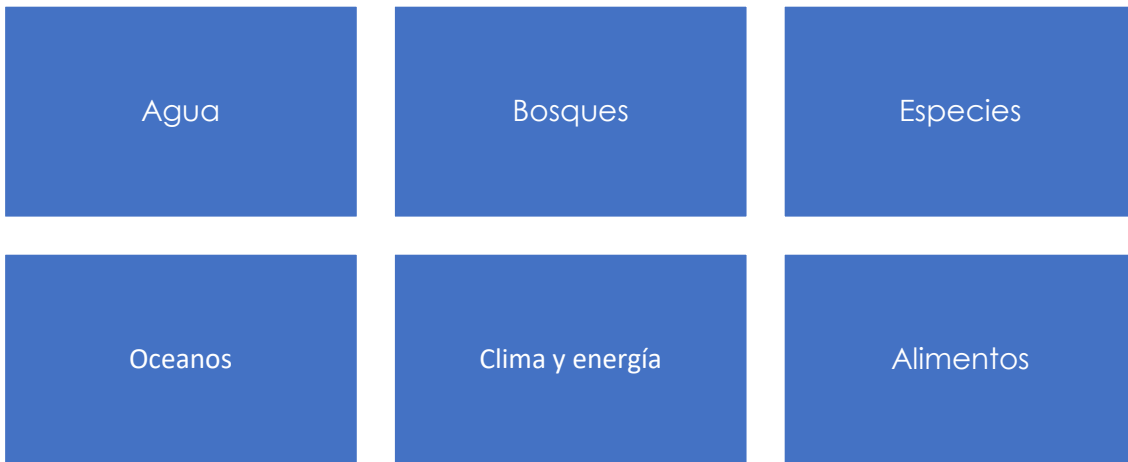 Agua
Bosques
Especies
Oceanos
Clima y energía
Alimentos